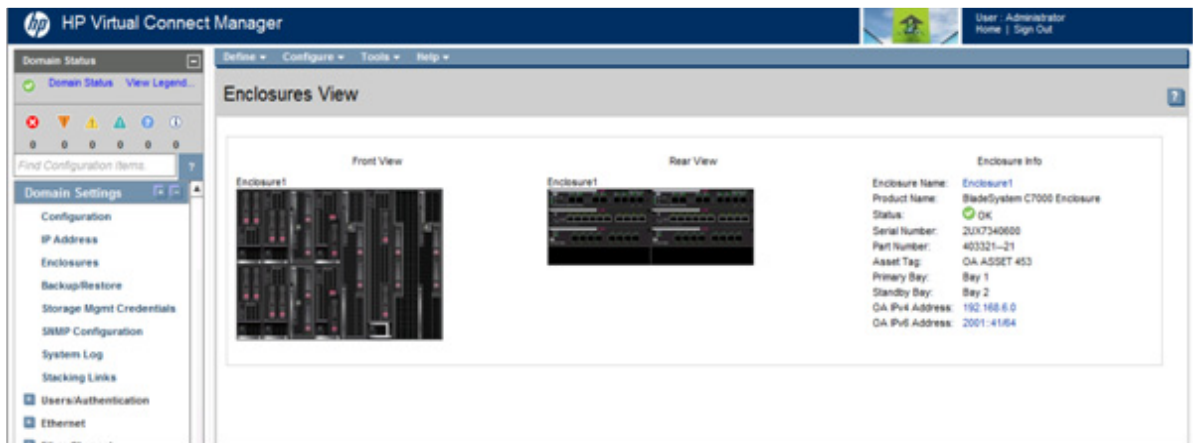 hp HP Virtual Connect Manager
User : Administrator
Home | Sign Out
Domain Status
Define Configure Tools Help
Domain Status View Legend...
Enclosures View
?
0 0 0 0 0 0
Find Configuration Items. ?
Domain Settings
Configuration
IP Address
Enclosures
Backup/Restore
Storage Mgmt Credentials
SNMP Configuration
System Log
Stacking Links
Users/Authentication
Ethernet
Front View
Enclosure1
Rear View
Enclosure1
Enclosure Info
Enclosure Name: Enclosure1
Product Name: BladeSystem C7000 Enclosure
Status: OK
Serial Number: 2UX7340608
Part Number: 403321--21
Asset Tag: OA ASSET 453
Primary Bay: Bay 1
Standby Bay: Bay 2
OA IPv4 Address: 192.168.6.0
OA IPv6 Address: 2001::41/64